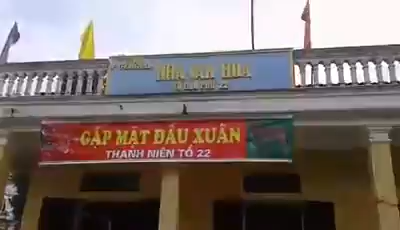 NHÀ VĂN HÓA
GẶP MẶT ĐẦU XUÂN
THANH NIÊN TỔ 22